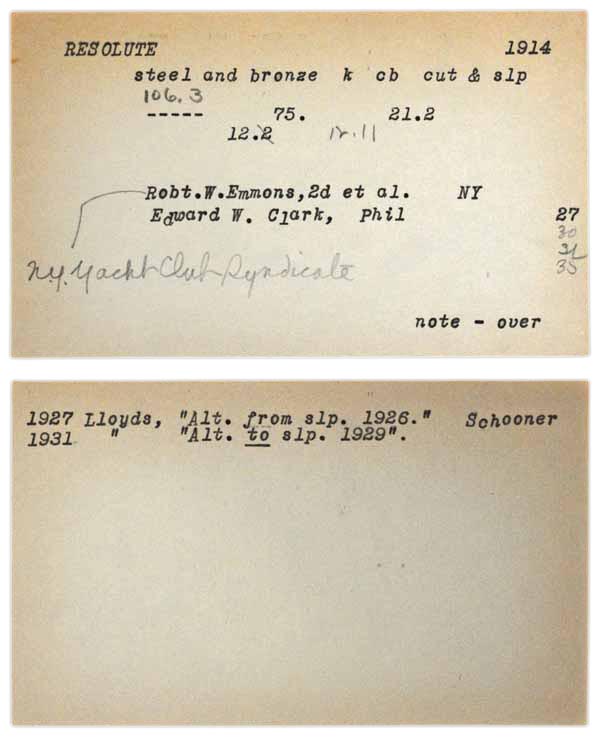 RESOLUTE 1914
steel and bronze k cb cut & slp
106.3
----- 75. 21.2
12.2 12.11
Robt.W.Emmons,2d et al. NY
Edward W. Clark, Phil 27
30
31
35
N.Y. Yacht Club Syndicate
note - over
1927 Lloyds, "Alt. from slp. 1926." Schooner
1931 " "Alt. to slp. 1929".